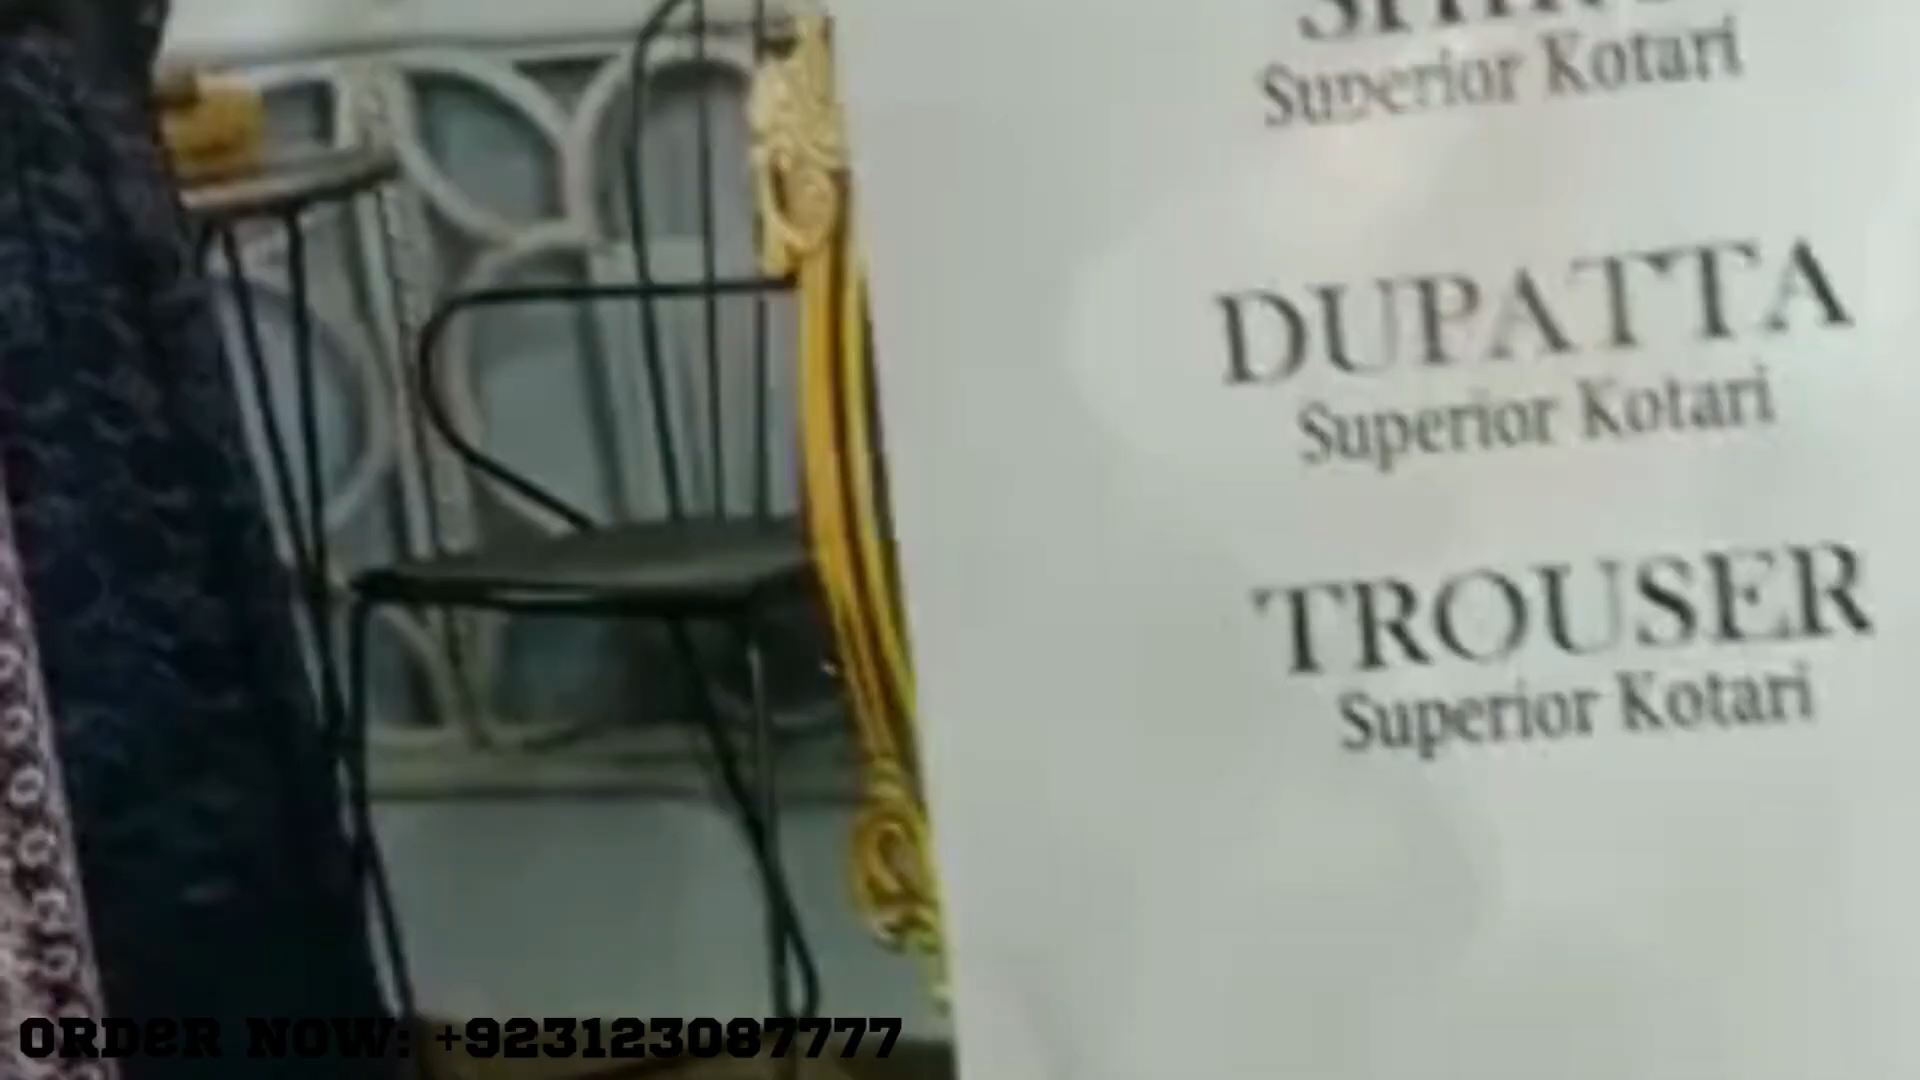 Superior Kotari
DUPATTA
Superior Kotari
TROUSER
Superior Kotari
ORDER NOW: +923123087777